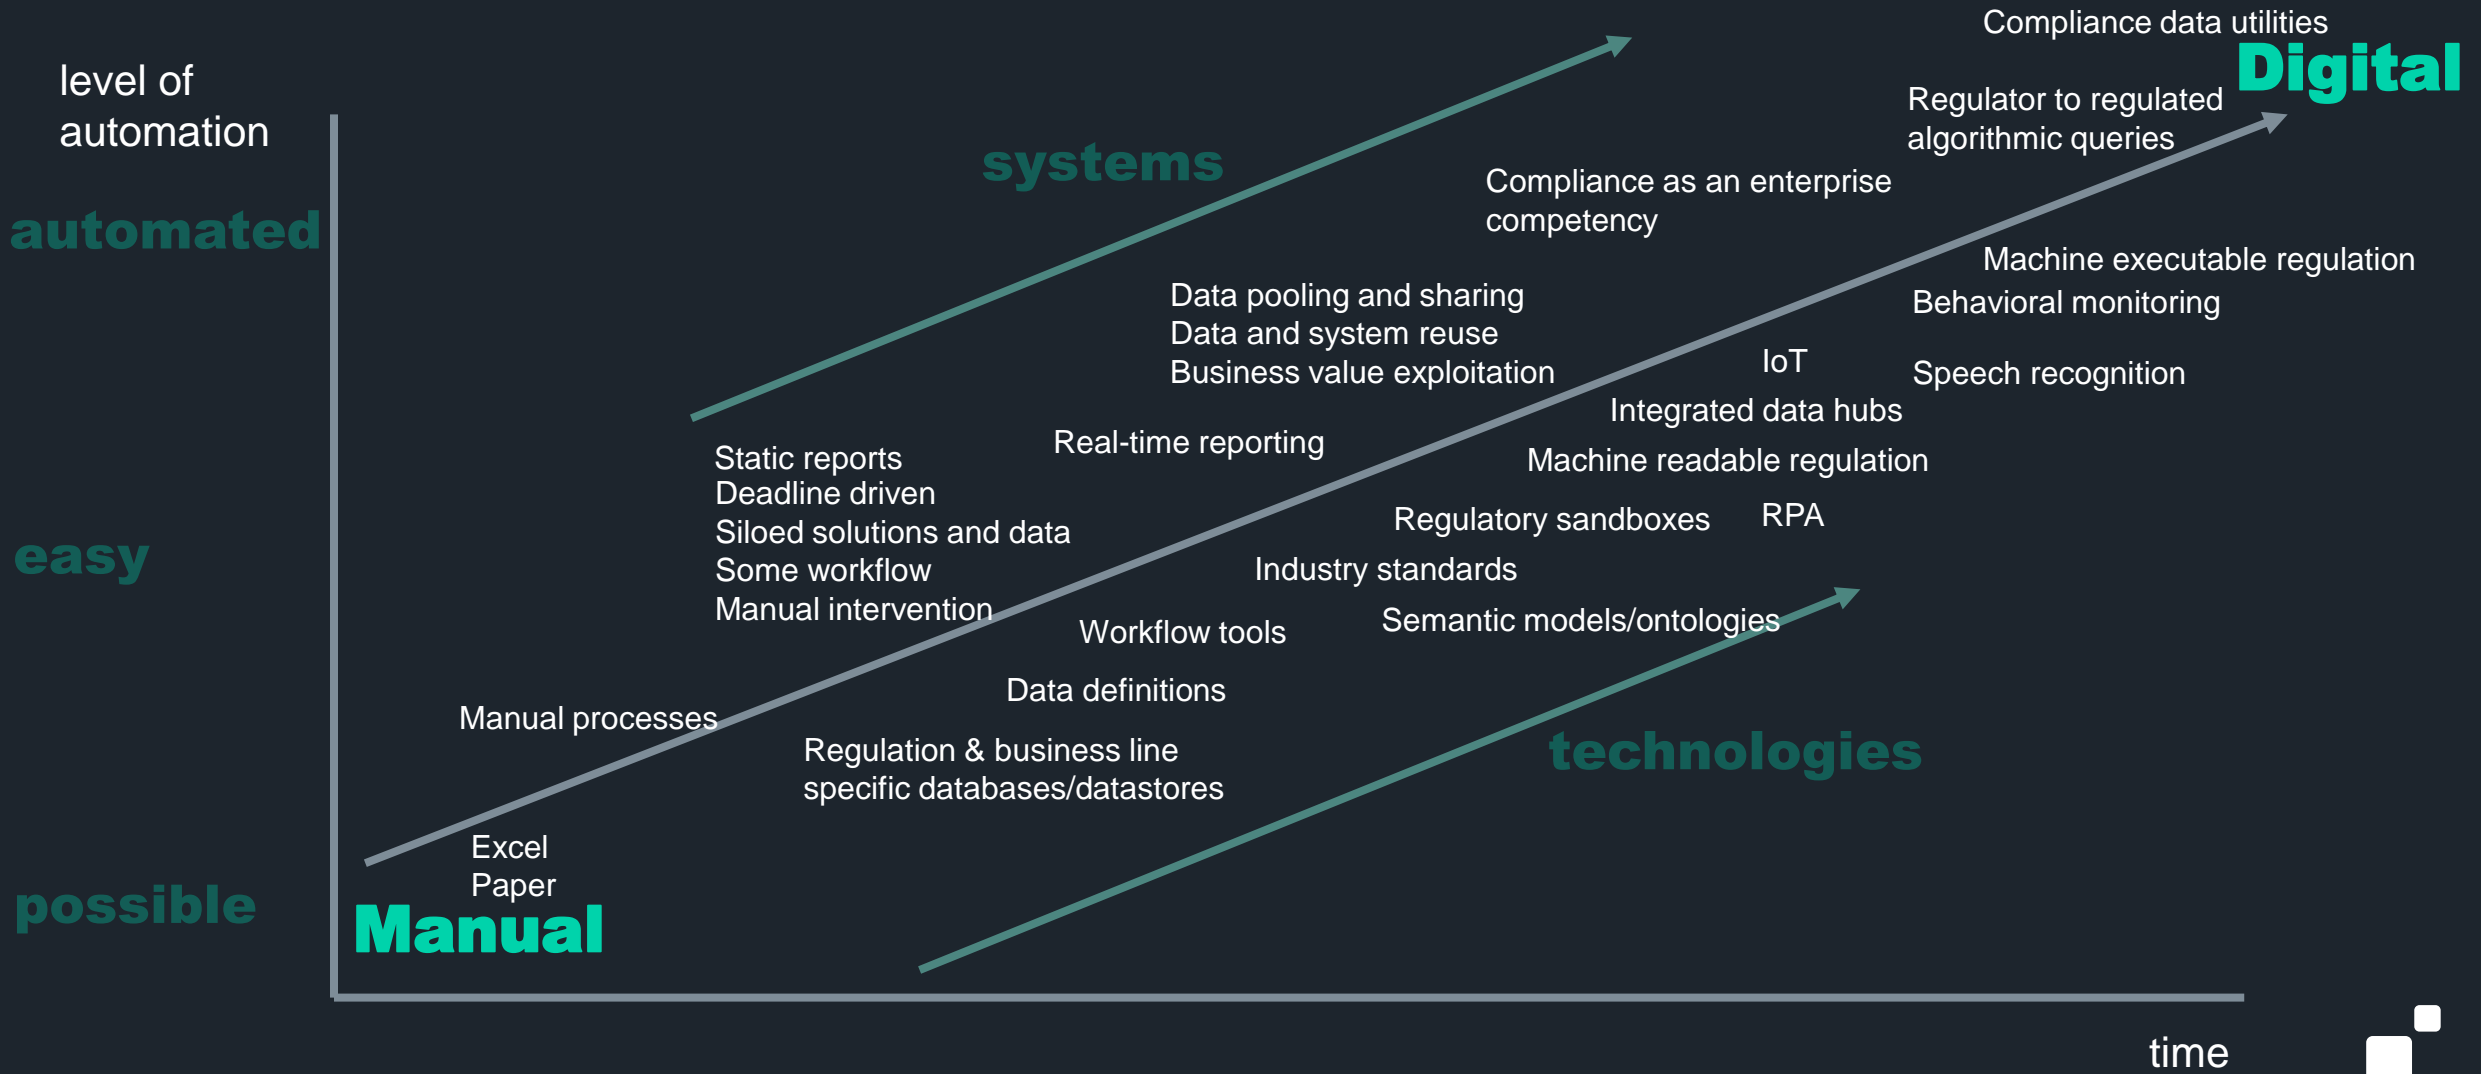 Compliance data utilities
Digital
level of
automation
Regulator to regulated
algorithmic queries
systems
Compliance as an enterprise
competency
automated
Machine executable regulation
Data pooling and sharing
Data and system reuse
Business value exploitation
Behavioral monitoring
IoT
Speech recognition
Integrated data hubs
Real-time reporting
Machine readable regulation
Static reports
Deadline driven
Siloed solutions and data
Some workflow
Manual intervention
Regulatory sandboxes
RPA
easy
Industry standards
Workflow tools
Semantic models/ontologies
Data definitions
Manual processes
Regulation & business line
specific databases/datastores
technologies
Excel
Paper
possible
Manual
time